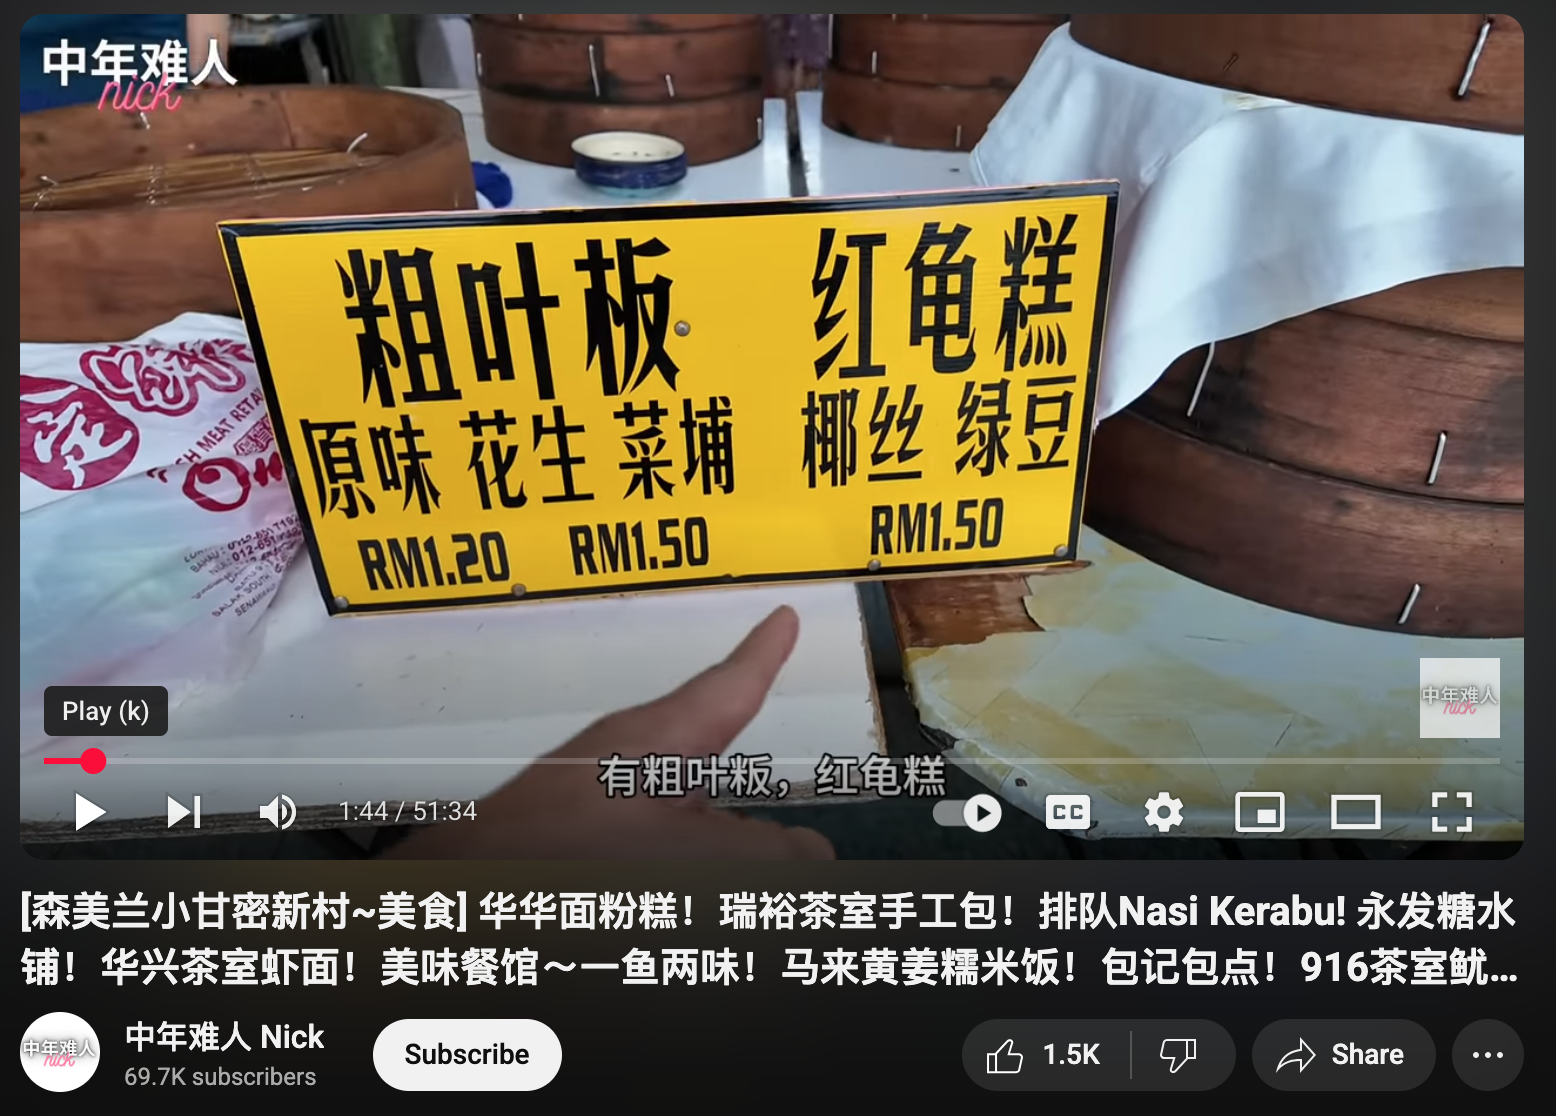 中年难人
nick
粗叶板 红龟糕
原味 花生 菜埔 椰丝 绿豆
RM1.20 RM1.50 RM1.50
MEAT RETA
Play (k)
中年难人
nick
有粗叶粄，红龟糕
1:44 / 51:34
CC
[森美兰小甘密新村~美食] 华华面粉糕！瑞裕茶室手工包！排队Nasi Kerabu! 永发糖水
铺！华兴茶室虾面！美味餐馆～一鱼两味！马来黄姜糯米饭！包记包点！916茶室鱿...
中年难人
nick
中年难人 Nick
69.7K subscribers
Subscribe
1.5K
Share